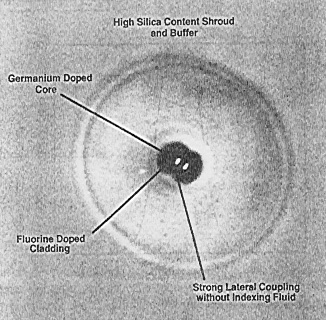 High Silica Content Shroud
and Buffer
Germanium Doped
Core
Fluorine Doped
Cladding
Strong Lateral Coupling
without Indexing Fluid